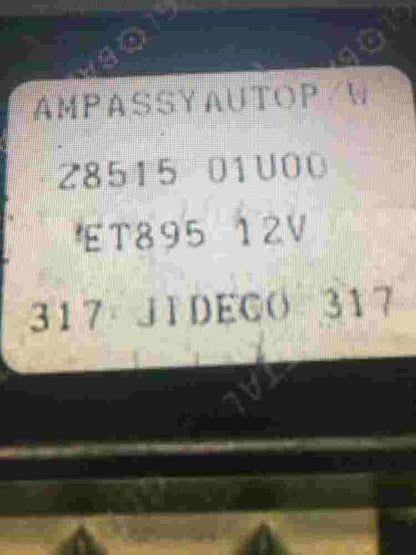 AMPASSYAUTOP/W
28515 01U00
'ET895 12V
317 JIDECO 317